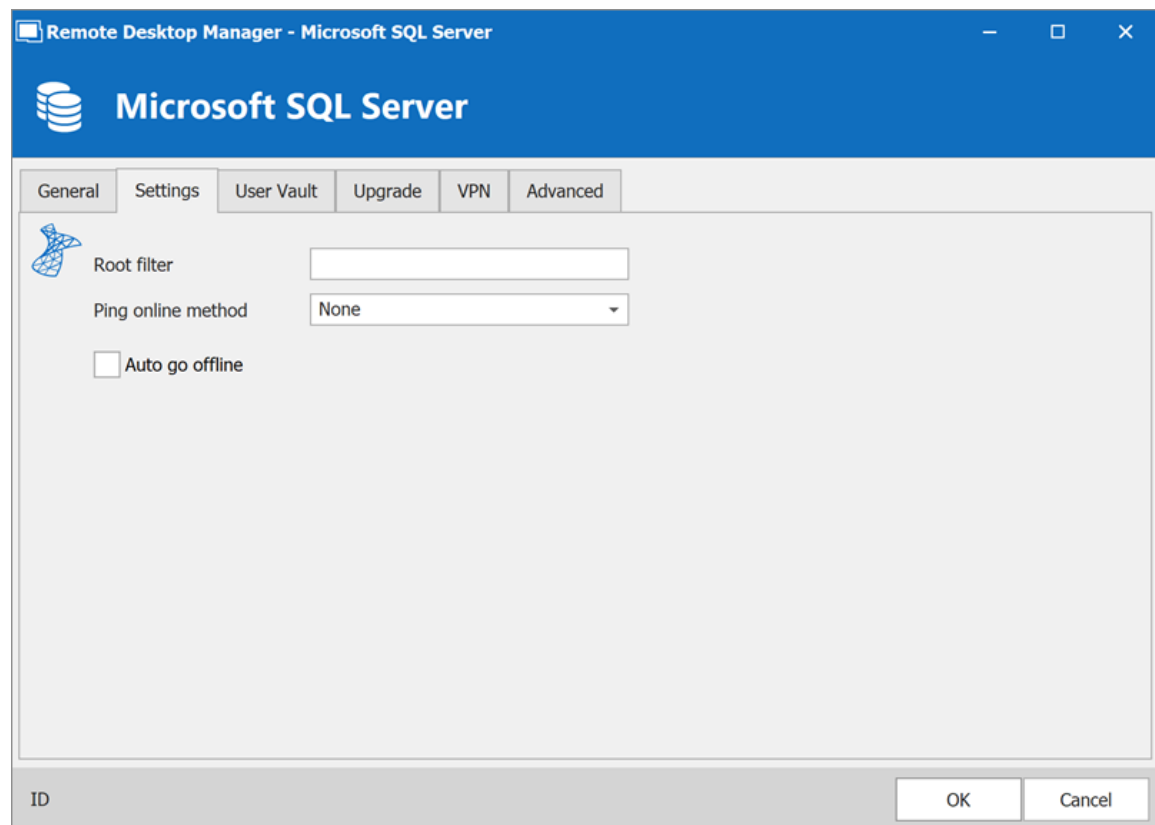 Remote Desktop Manager - Microsoft SQL Server
Microsoft SQL Server
General Settings User Vault Upgrade VPN Advanced
Root filter
Ping online method None
Auto go offline
ID OK Cancel